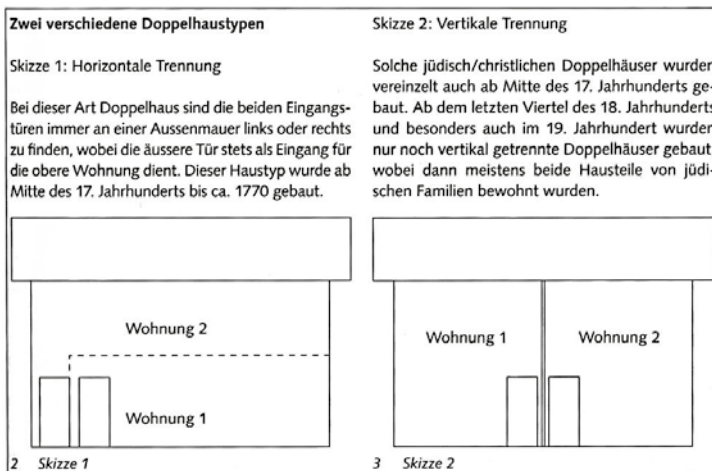 Zwei verschiedene Doppelhaustypen
Skizze 1: Horizontale Trennung
Bei dieser Art Doppelhaus sind die beiden Eingangs-
türen immer an einer Aussenmauer links oder rechts
zu finden, wobei die äussere Tür stets als Eingang für
die obere Wohnung dient. Dieser Haustyp wurde ab
Mitte des 17. Jahrhunderts bis ca. 1770 gebaut.
Wohnung 2
Wohnung 1
2 Skizze 1
Skizze 2: Vertikale Trennung
Solche jüdisch/christlichen Doppelhäuser wurden
vereinzelt auch ab Mitte des 17. Jahrhunderts ge-
baut. Ab dem letzten Viertel des 18. Jahrhunderts
und besonders auch im 19. Jahrhundert wurden
nur noch vertikal getrennte Doppelhäuser gebaut,
wobei dann meistens beide Hausteile von jüdi-
schen Familien bewohnt wurden.
Wohnung 1
Wohnung 2
3 Skizze 2